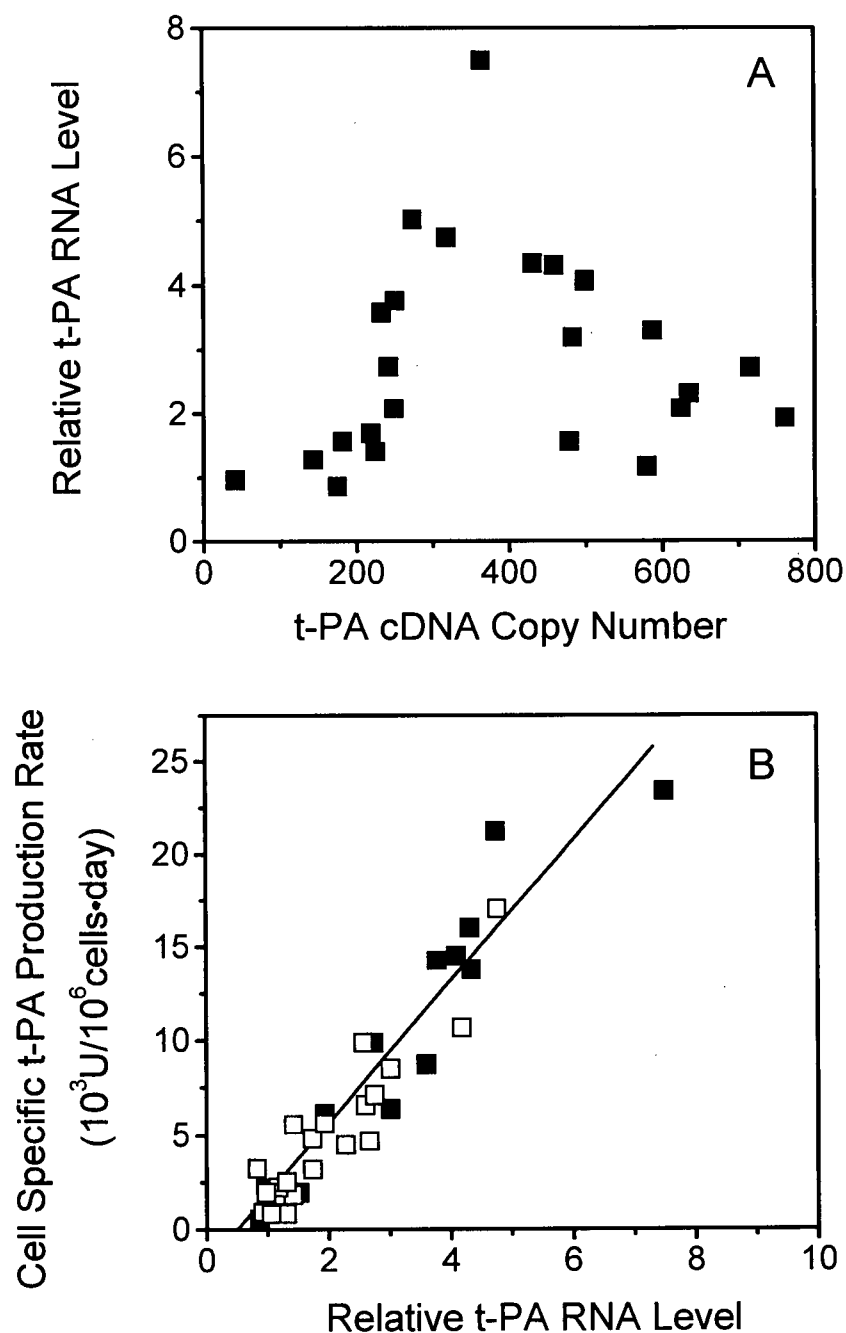 A
Relative t-PA RNA Level
8
6
4
2
0
0 200 400 600 800
t-PA cDNA Copy Number
B
Cell Specific t-PA Production Rate
(10³U/10⁶cells•day)
25
20
15
10
5
0
0 2 4 6 8 10
Relative t-PA RNA Level